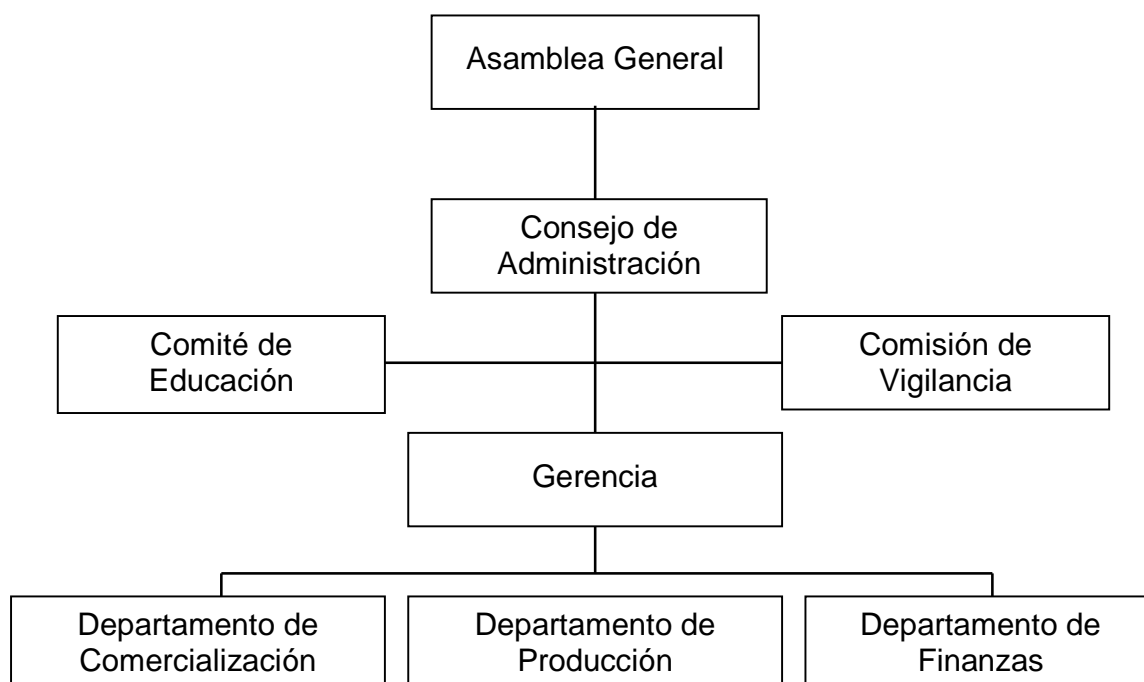 Asamblea General
Consejo de
Administración
Comité de
Educación
Comisión de
Vigilancia
Gerencia
Departamento de
Comercialización
Departamento de
Producción
Departamento de
Finanzas